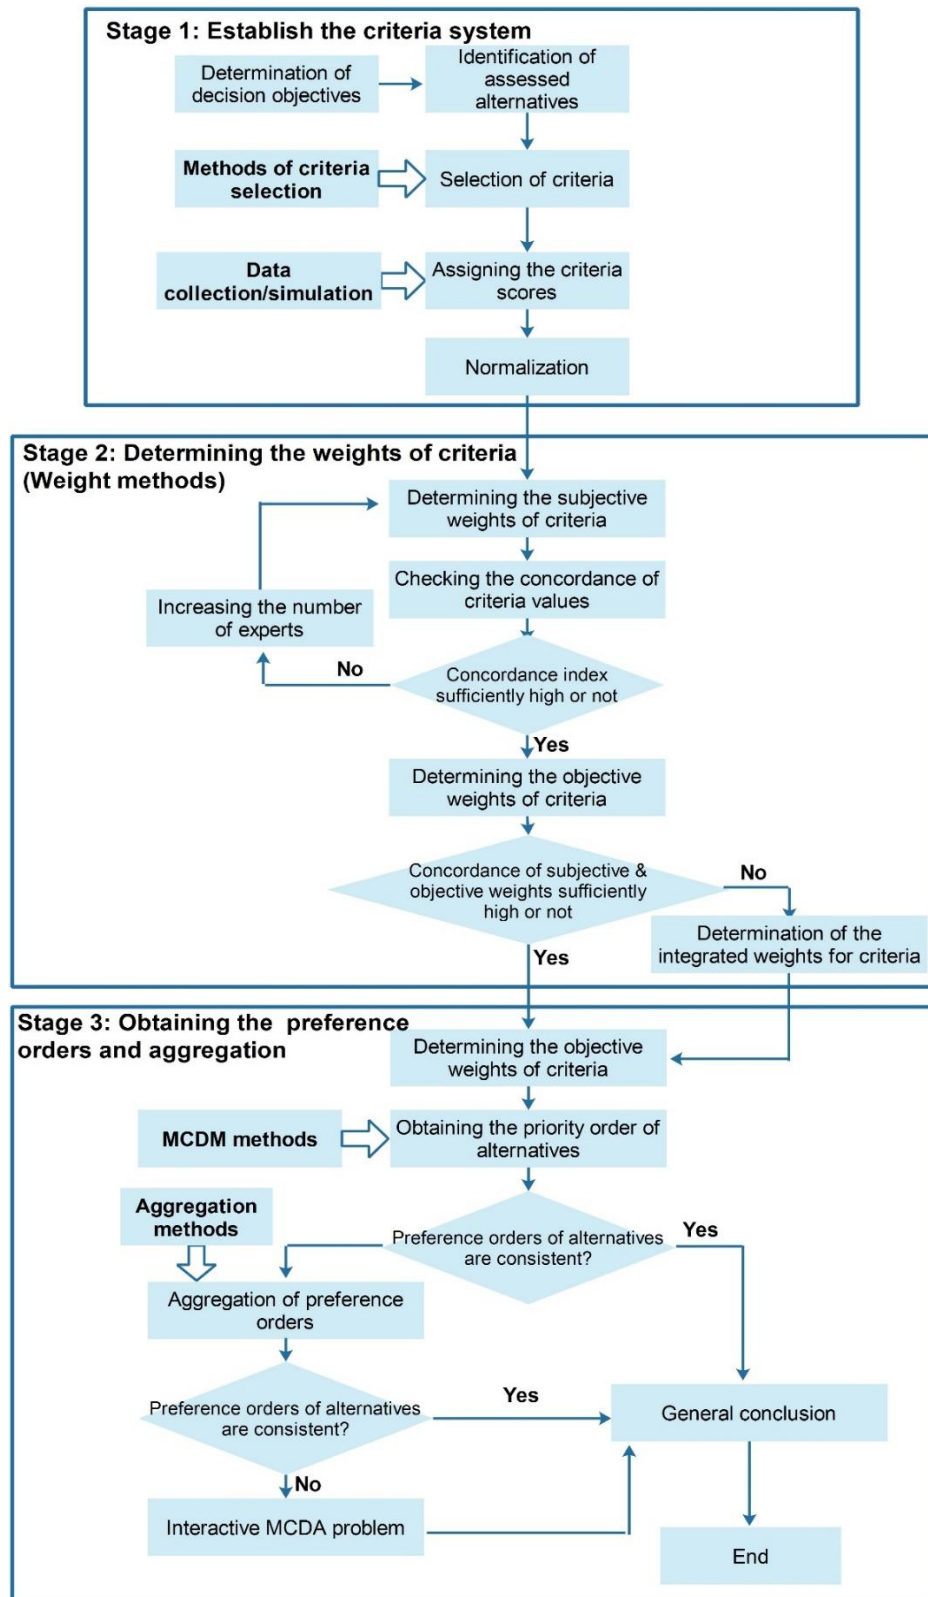 Stage 1: Establish the criteria system
Determination of
decision objectives
Identification of
assessed
alternatives
Methods of criteria
selection
Selection of criteria
Data
collection/simulation
Assigning the criteria
scores
Normalization
Stage 2: Determining the weights of criteria
(Weight methods)
Determining the subjective
weights of criteria
Checking the concordance of
criteria values
Increasing the number
of experts
No
Concordance index
sufficiently high or not
Yes
Determining the objective
weights of criteria
Concordance of subjective &
objective weights sufficiently
high or not
No
Yes
Determination of the
integrated weights for criteria
Stage 3: Obtaining the preference
orders and aggregation
Determining the objective
weights of criteria
MCDM methods
Obtaining the priority order of
alternatives
Aggregation
methods
Preference orders of alternatives
are consistent?
Yes
Aggregation of preference
orders
Preference orders of alternatives
are consistent?
Yes
General conclusion
No
Interactive MCDA problem
End